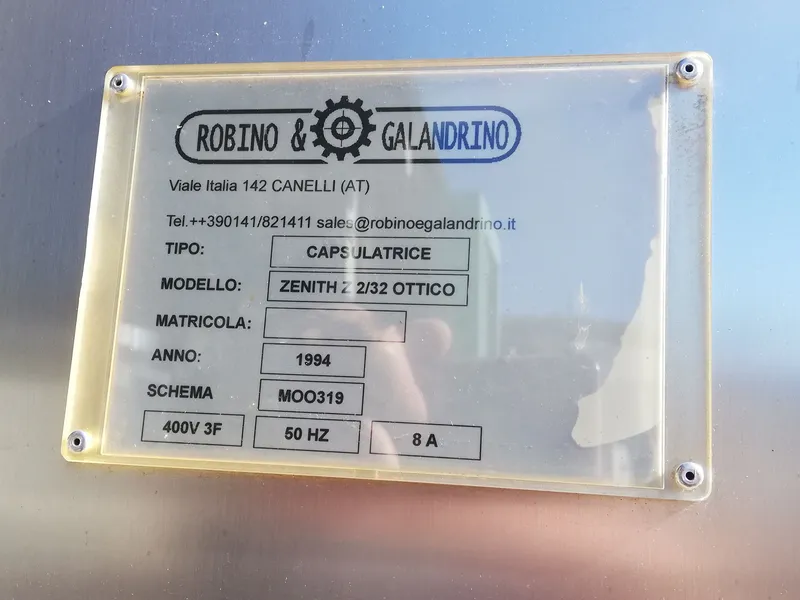 ROBINO & GALANDRINO
Viale Italia 142 CANELLI (AT)
Tel.++390141/821411 sales@robinoegalandrino.it
TIPO: CAPSULATRICE
MODELLO: ZENITH Z 2/32 OTTICO
MATRICOLA:
ANNO: 1994
SCHEMA MOO319
400V 3F 50 HZ 8 A